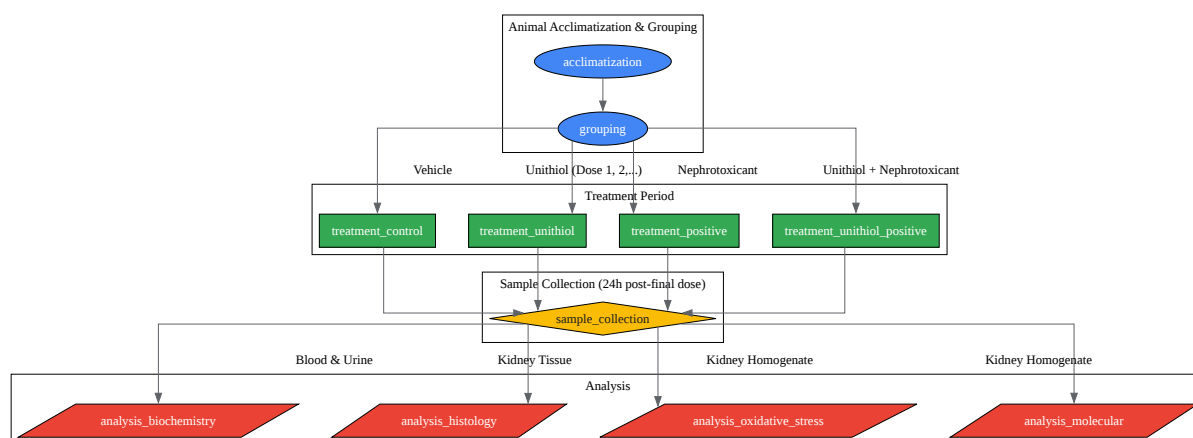 Animal Acclimatization & Grouping
acclimatization
grouping
Vehicle
Unithiol (Dose 1, 2,...)
Nephrotoxicant
Unithiol + Nephrotoxicant
Treatment Period
treatment_control
treatment_unithiol
treatment_positive
treatment_unithiol_positive
Sample Collection (24h post-final dose)
sample_collection
Blood & Urine
Kidney Tissue
Kidney Homogenate
Kidney Homogenate
Analysis
analysis_biochemistry
analysis_histology
analysis_oxidative_stress
analysis_molecular